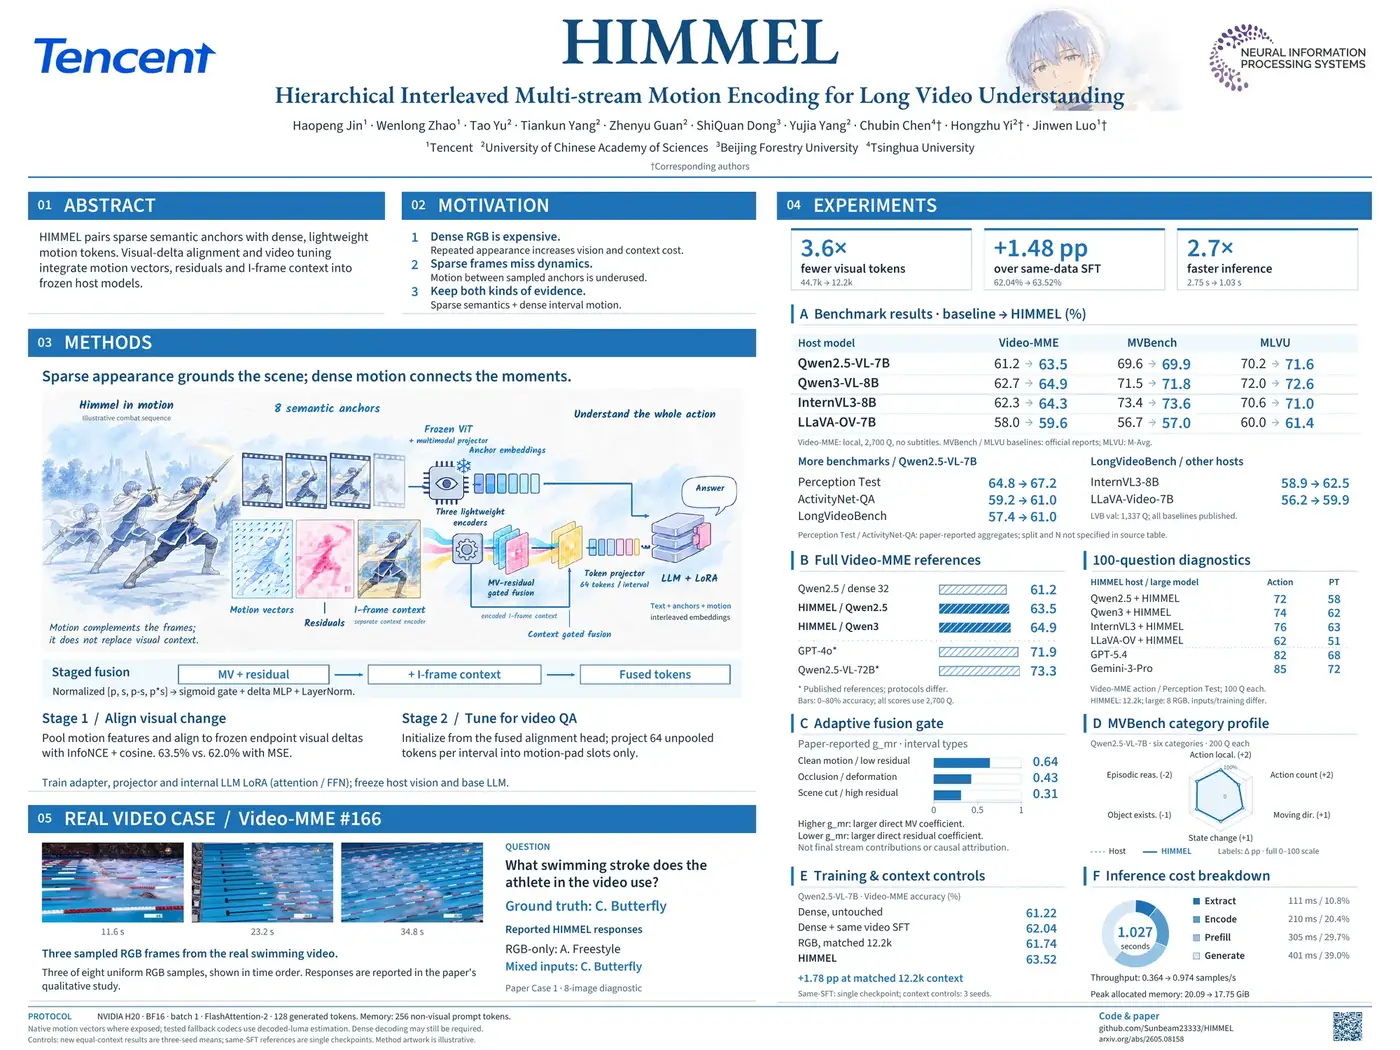 Tencent
HIMMEL
NEURAL INFORMATION
PROCESSING SYSTEMS
Hierarchical Interleaved Multi-stream Motion Encoding for Long Video Understanding
Haopeng Jin¹ · Wenlong Zhao¹ · Tao Yu² · Tiankun Yang² · Zhenyu Guan² · ShiQuan Dong³ · Yujia Yang² · Chubin Chen⁴† · Hongzhu Yi²† · Jinwen Luo¹†
¹Tencent ²University of Chinese Academy of Sciences ³Beijing Forestry University ⁴Tsinghua University
†Corresponding authors
01 ABSTRACT
HIMMEL pairs sparse semantic anchors with dense, lightweight
motion tokens. Visual-delta alignment and video tuning
integrate motion vectors, residuals and I-frame context into
frozen host models.
02 MOTIVATION
1 Dense RGB is expensive.
Repeated appearance increases vision and context cost.
2 Sparse frames miss dynamics.
Motion between sampled anchors is underused.
3 Keep both kinds of evidence.
Sparse semantics + dense interval motion.
03 METHODS
Sparse appearance grounds the scene; dense motion connects the moments.
Himmel in motion
Illustrative combat sequence
8 semantic anchors
Understand the whole action
Frozen ViT
+ multimodal projector
Anchor embeddings
Answer
Three lightweight
encoders
MV-residual
gated fusion
Token projector
64 tokens / interval
LLM + LoRA
Motion vectors
Residuals
I-frame context
separate context encoder
encoded I-frame context
Context gated fusion
Text + anchors + motion
interleaved embeddings
Motion complements the frames;
it does not replace visual context.
Staged fusion
MV + residual
+ I-frame context
Fused tokens
Normalized [p, s, p-s, p*s] → sigmoid gate + delta MLP + LayerNorm.
Stage 1 / Align visual change
Pool motion features and align to frozen endpoint visual deltas
with InfoNCE + cosine. 63.5% vs. 62.0% with MSE.
Stage 2 / Tune for video QA
Initialize from the fused alignment head; project 64 unpooled
tokens per interval into motion-pad slots only.
Train adapter, projector and internal LLM LoRA (attention / FFN); freeze host vision and base LLM.
05 REAL VIDEO CASE / Video-MME #166
11.6 s
23.2 s
34.8 s
Three sampled RGB frames from the real swimming video.
Three of eight uniform RGB samples, shown in time order. Responses are reported in the paper's
qualitative study.
QUESTION
What swimming stroke does the
athlete in the video use?
Ground truth: C. Butterfly
Reported HIMMEL responses
RGB-only: A. Freestyle
Mixed inputs: C. Butterfly
Paper Case 1 · 8-image diagnostic
04 EXPERIMENTS
3.6×
fewer visual tokens
44.7k → 12.2k
+1.48 pp
over same-data SFT
62.04% → 63.52%
2.7×
faster inference
2.75 s → 1.03 s
A Benchmark results · baseline → HIMMEL (%)
Host model Video-MME MVBench MLVU
Qwen2.5-VL-7B 61.2 → 63.5 69.6 → 69.9 70.2 → 71.6
Qwen3-VL-8B 62.7 → 64.9 71.5 → 71.8 72.0 → 72.6
InternVL3-8B 62.3 → 64.3 73.4 → 73.6 70.6 → 71.0
LLaVA-OV-7B 58.0 → 59.6 56.7 → 57.0 60.0 → 61.4
Video-MME: local, 2,700 Q, no subtitles. MVBench / MLVU baselines: official reports; MLVU: M-Avg.
More benchmarks / Qwen2.5-VL-7B
Perception Test 64.8 → 67.2
ActivityNet-QA 59.2 → 61.0
LongVideoBench 57.4 → 61.0
LongVideoBench / other hosts
InternVL3-8B 58.9 → 62.5
LLaVA-Video-7B 56.2 → 59.9
LVB val: 1,337 Q; all baselines published.
Perception Test / ActivityNet-QA: paper-reported aggregates; split and N not specified in source table.
B Full Video-MME references
Qwen2.5 / dense 32 61.2
HIMMEL / Qwen2.5 63.5
HIMMEL / Qwen3 64.9
GPT-4o* 71.9
Qwen2.5-VL-72B* 73.3
* Published references; protocols differ.
Bars: 0–80% accuracy; all scores use 2,700 Q.
100-question diagnostics
HIMMEL host / large model Action PT
Qwen2.5 + HIMMEL 72 58
Qwen3 + HIMMEL 74 62
InternVL3 + HIMMEL 76 63
LLaVA-OV + HIMMEL 62 51
GPT-5.4 82 68
Gemini-3-Pro 85 72
Video-MME action / Perception Test; 100 Q each.
HIMMEL: 12.2k; large: 8 RGB. inputs/training differ.
C Adaptive fusion gate
Paper-reported g_mr · interval types
Clean motion / low residual 0.64
Occlusion / deformation 0.43
Scene cut / high residual 0.31
0 0.5 1
Higher g_mr: larger direct MV coefficient.
Lower g_mr: larger direct residual coefficient.
Not final stream contributions or causal attribution.
D MVBench category profile
Qwen2.5-VL-7B · six categories · 200 Q each
Action local. (+2)
100%
Episodic reas. (-2)
Action count (+2)
0
Object exists. (-1)
Moving dir. (+1)
State change (+1)
Host HIMMEL Labels: Δ pp · full 0–100 scale
E Training & context controls
Qwen2.5-VL-7B · Video-MME accuracy (%)
Dense, untouched 61.22
Dense + same video SFT 62.04
RGB, matched 12.2k 61.74
HIMMEL 63.52
+1.78 pp at matched 12.2k context
Same-SFT: single checkpoint; context controls: 3 seeds.
F Inference cost breakdown
1.027
seconds
Extract 111 ms / 10.8%
Encode 210 ms / 20.4%
Prefill 305 ms / 29.7%
Generate 401 ms / 39.0%
Throughput: 0.364 → 0.974 samples/s
Peak allocated memory: 20.09 → 17.75 GiB
PROTOCOL NVIDIA H20 · BF16 · batch 1 · FlashAttention-2 · 128 generated tokens. Memory: 256 non-visual prompt tokens.
Native motion vectors where exposed; tested fallback codecs use decoded-luma estimation. Dense decoding may still be required.
Controls: new equal-context results are three-seed means; same-SFT references are single checkpoints. Method artwork is illustrative.
Code & paper
github.com/Sunbeam23333/HIMMEL
arxiv.org/abs/2605.08158